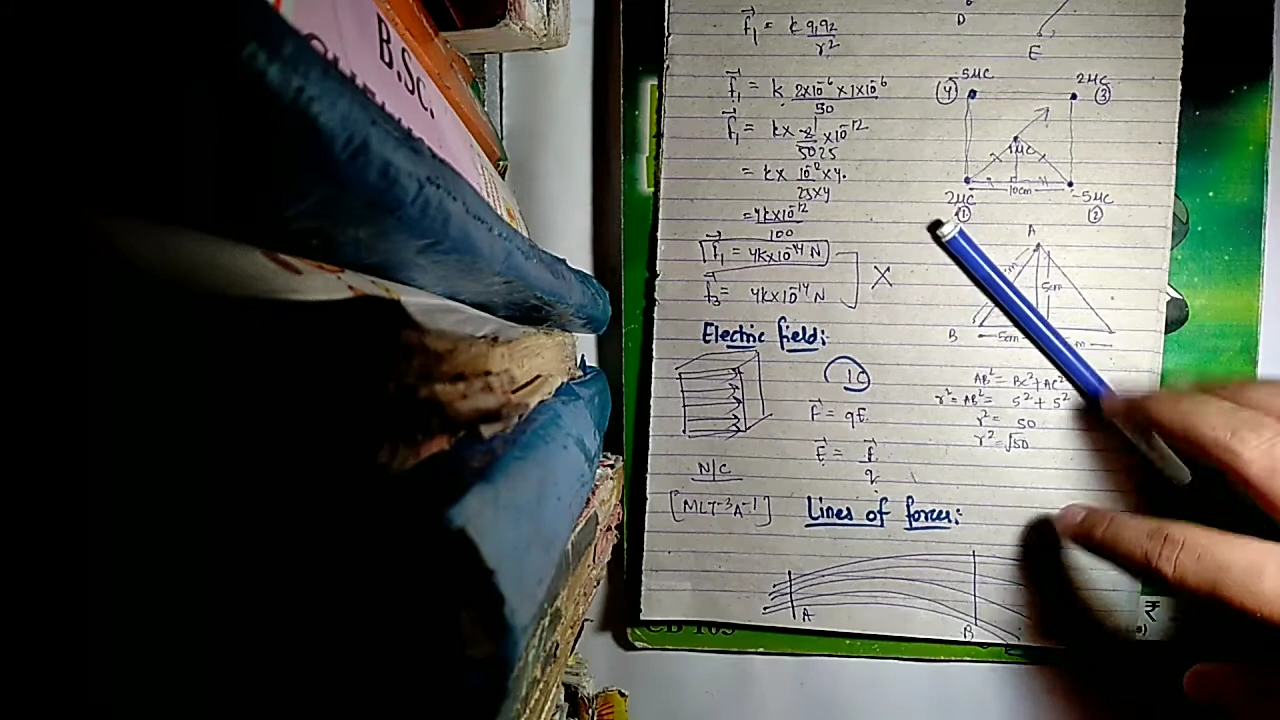 B.Sc.
D
E
f₁ = k q₁q₂
r²
f₁ = k 2×10⁻⁶ × 1×10⁻⁶
50
f₁ = k× 2 ×10⁻¹²
50 25
= k× 10⁻¹² ×4
25×4
= 4k×10⁻¹²
100
f₁ = 4k×10⁻¹⁴ N
f₃ = 4k×10⁻¹⁴ N
X
-5μC
④
2μC
③
1μC
10cm
2μC
①
-5μC
②
A
5cm
B
5cm
AB² = BC²+AC²
r² = AB² = 5² + 5²
r² = 50
r² = √50
Electric field:
1C
F = qE
E = F
q
N/C
[MLT⁻³A⁻¹]
Lines of force:
A
B
₹